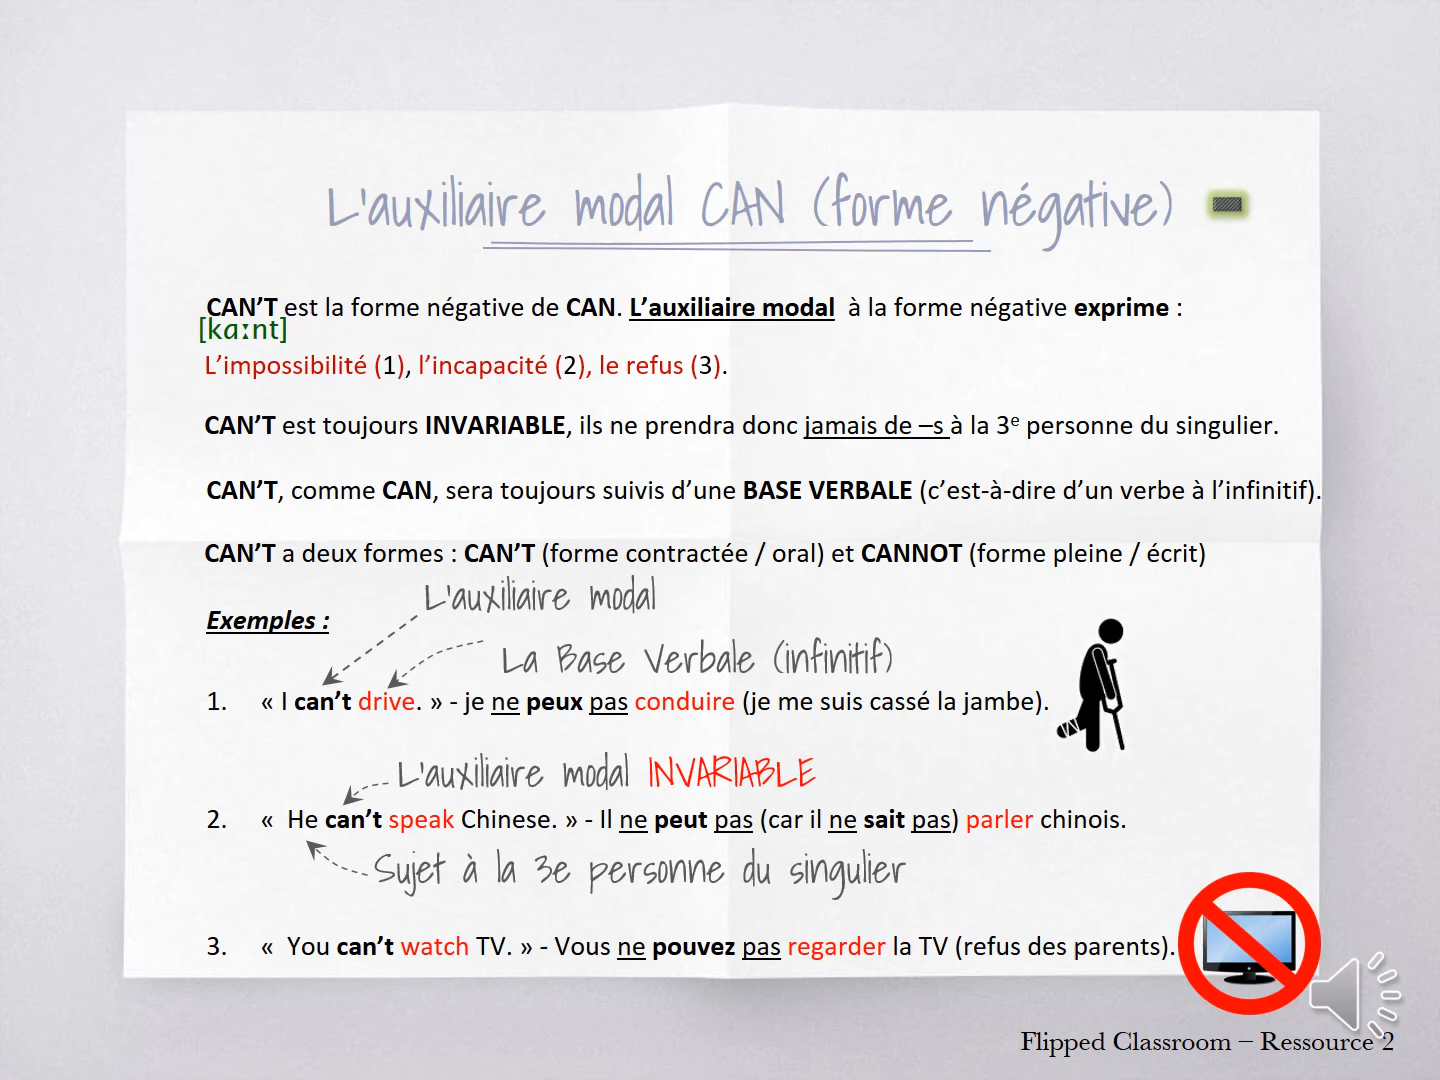 L'auxiliaire modal CAN (forme négative)
CAN’T est la forme négative de CAN. L’auxiliaire modal à la forme négative exprime :
[kɑːnt]
L’impossibilité (1), l’incapacité (2), le refus (3).
CAN’T est toujours INVARIABLE, ils ne prendra donc jamais de –s à la 3e personne du singulier.
CAN’T, comme CAN, sera toujours suivis d’une BASE VERBALE (c’est-à-dire d’un verbe à l’infinitif).
CAN’T a deux formes : CAN’T (forme contractée / oral) et CANNOT (forme pleine / écrit)
L'auxiliaire modal
Exemples :
La Base Verbale (infinitif)
1. « I can’t drive. » - je ne peux pas conduire (je me suis cassé la jambe).
L'auxiliaire modal INVARIABLE
2. « He can’t speak Chinese. » - Il ne peut pas (car il ne sait pas) parler chinois.
Sujet à la 3e personne du singulier
3. « You can’t watch TV. » - Vous ne pouvez pas regarder la TV (refus des parents).
Flipped Classroom – Ressource 2